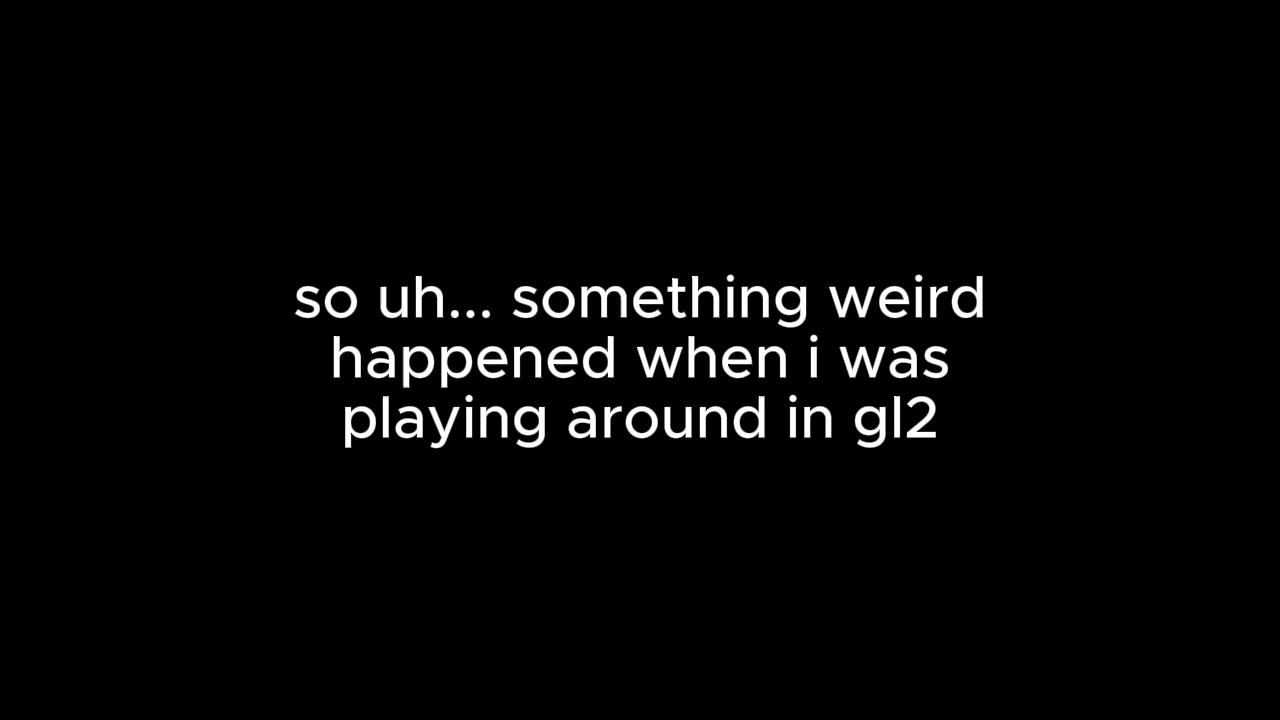 so uh... something weird
happened when i was
playing around in gl2